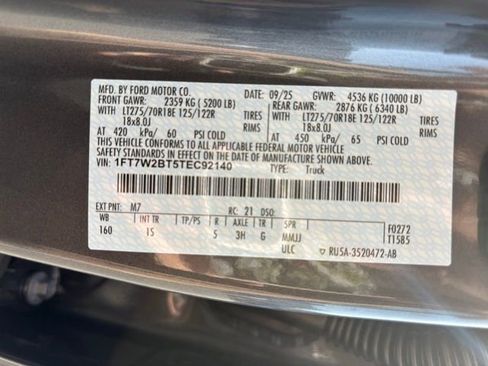 MFD. BY FORD MOTOR CO. DATE: 09/25 GVWR: 4536 KG (10000 LB)
FRONT GAWR: 2359 KG (5200 LB) REAR GAWR: 2876 KG (6340 LB)
WITH LT275/70R18E 125/122R TIRES WITH LT275/70R18E 125/122R TIRES
18x8.0J RIMS 18x8.0J RIMS
AT 420 kPa/ 60 PSI COLD AT 450 kPa/ 65 PSI COLD
THIS VEHICLE CONFORMS TO ALL APPLICABLE FEDERAL MOTOR VEHICLE
SAFETY STANDARDS IN EFFECT ON THE DATE OF MANUFACTURE SHOWN ABOVE.
VIN: 1FT7W2BT5TEC92140 TYPE: Truck
EXT PNT: M7 RC: 21 DSO: F0272
WB INT TR TP/PS R AXLE TR SPR T1585
160 IS 5 3H G MMJJ
ULC RU5A-3520472-AB